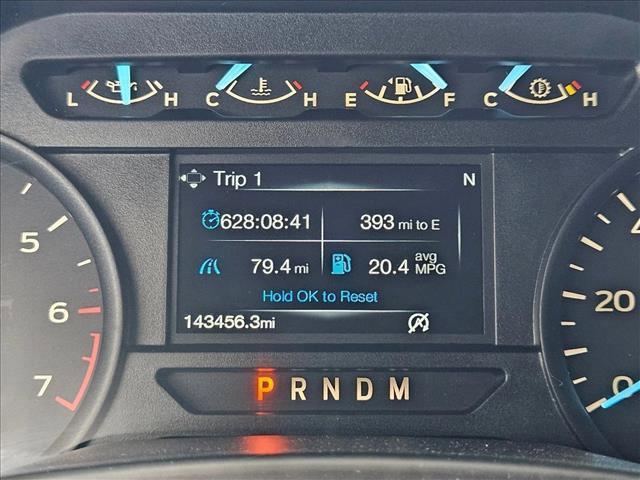 L H C H E F C H
Trip 1 N
628:08:41 393 mi to E
79.4 mi 20.4 avg MPG
Hold OK to Reset
143456.3mi
P R N D M
5
6
7
20
0